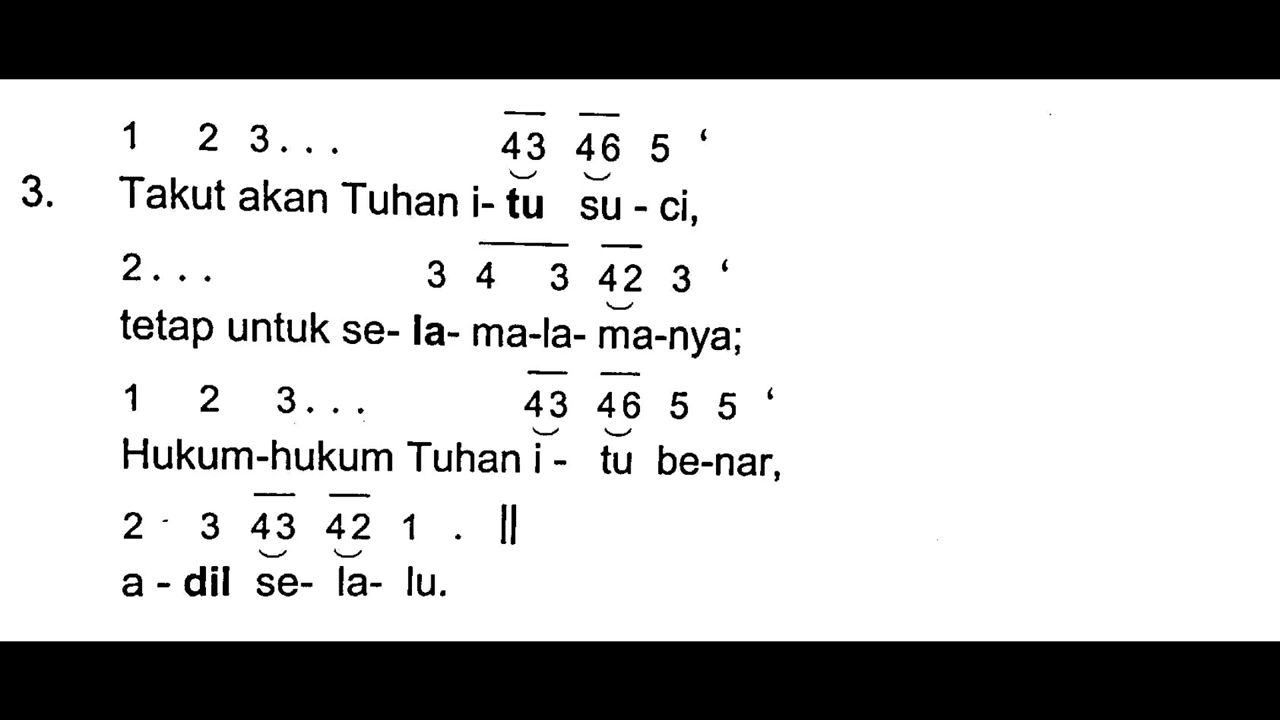 1 2 3... 43 46 5 ‘
3. Takut akan Tuhan i- tu su - ci,
2... 3 4 3 42 3 ‘
tetap untuk se- la- ma-la- ma-nya;
1 2 3... 43 46 5 5 ‘
Hukum-hukum Tuhan i - tu be-nar,
2 3 43 42 1 . ||
a - dil se- la- lu.